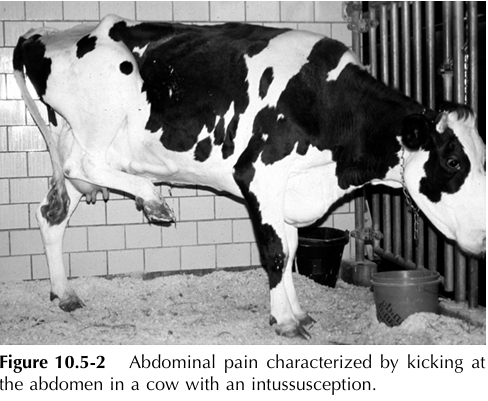 Figure 10.5-2 Abdominal pain characterized by kicking at
the abdomen in a cow with an intussusception.